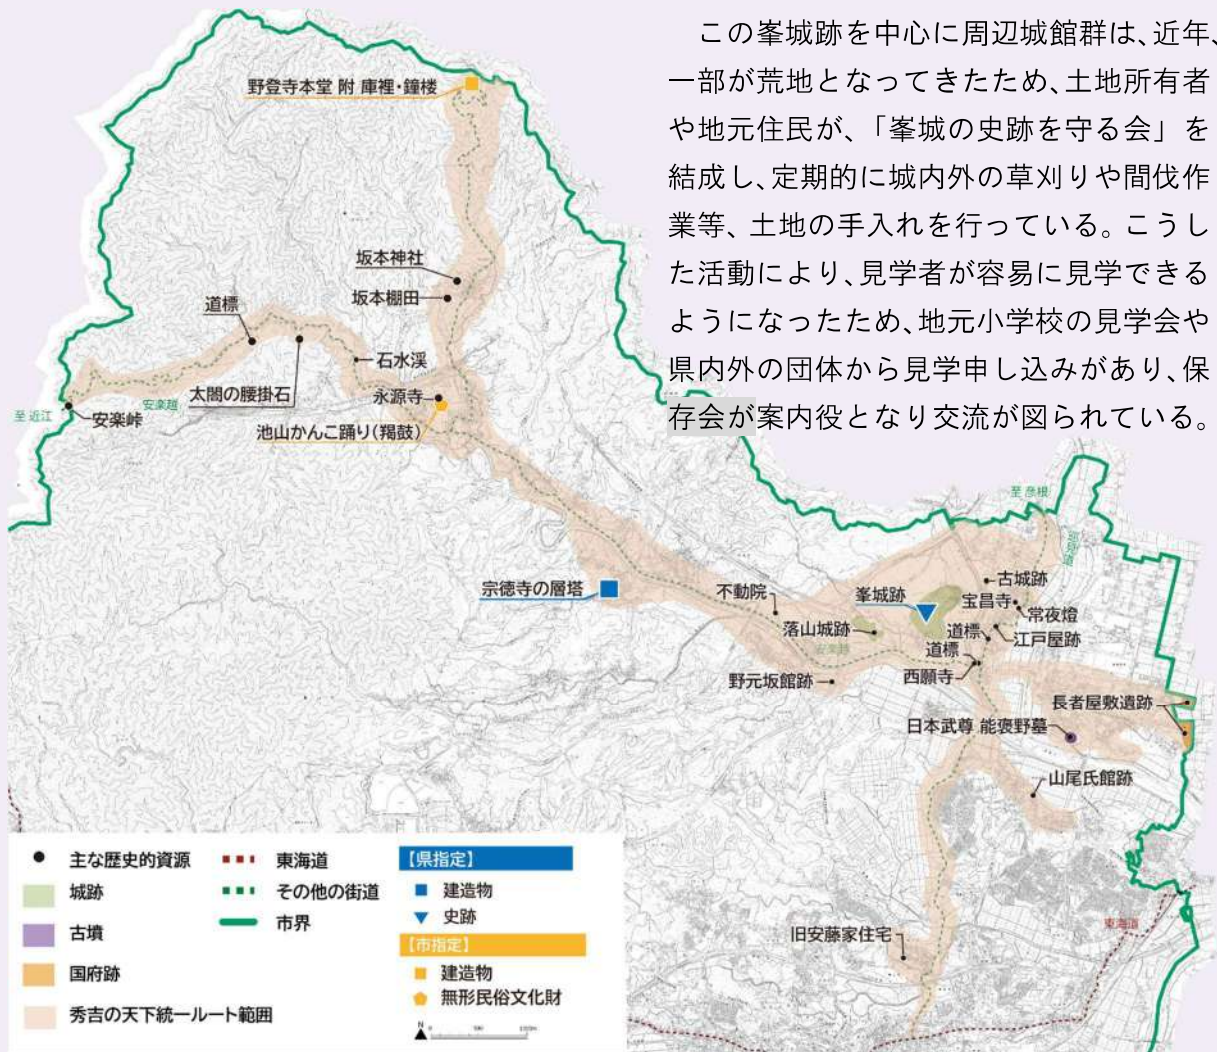 この峯城跡を中心に周辺城館群は、近年、
一部が荒地となってきたため、土地所有者
や地元住民が、「峯城の史跡を守る会」を
結成し、定期的に城内外の草刈りや間伐作
業等、土地の手入れを行っている。こうし
た活動により、見学者が容易に見学できる
ようになったため、地元小学校の見学会や
県内外の団体から見学申し込みがあり、保
存会が案内役となり交流が図られている。
野登寺本堂 附 庫裡・鐘楼
坂本神社
坂本棚田
道標
石水渓
太閤の腰掛石
永源寺
至 近江
安楽峠
安楽越
池山かんこ踊り(羯鼓)
至 彦根
巡見道
宗徳寺の層塔
不動院
峯城跡
古城跡
宝昌寺
常夜燈
落山城跡
道標
江戸屋跡
安楽越
道標
野元坂館跡
西願寺
長者屋敷遺跡
日本武尊 能褒野墓
山尾氏館跡
旧安藤家住宅
東海道
主な歴史的資源
城跡
古墳
国府跡
秀吉の天下統一ルート範囲
東海道
その他の街道
市界
【県指定】
建造物
史跡
【市指定】
建造物
無形民俗文化財
N